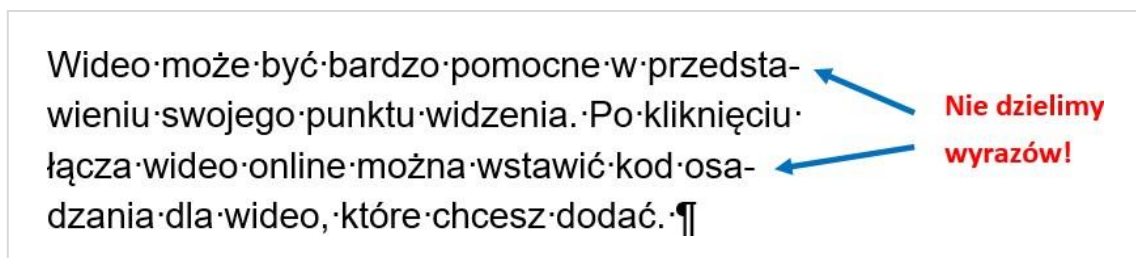 Wideo·może·być·bardzo·pomocne·w·przedsta-
wieniu·swojego·punktu·widzenia.·Po·kliknięciu·
łącza·wideo·online·można·wstawić·kod·osa-
dzania·dla·wideo,·które·chcesz·dodać.·¶
Nie dzielimy
wyrazów!